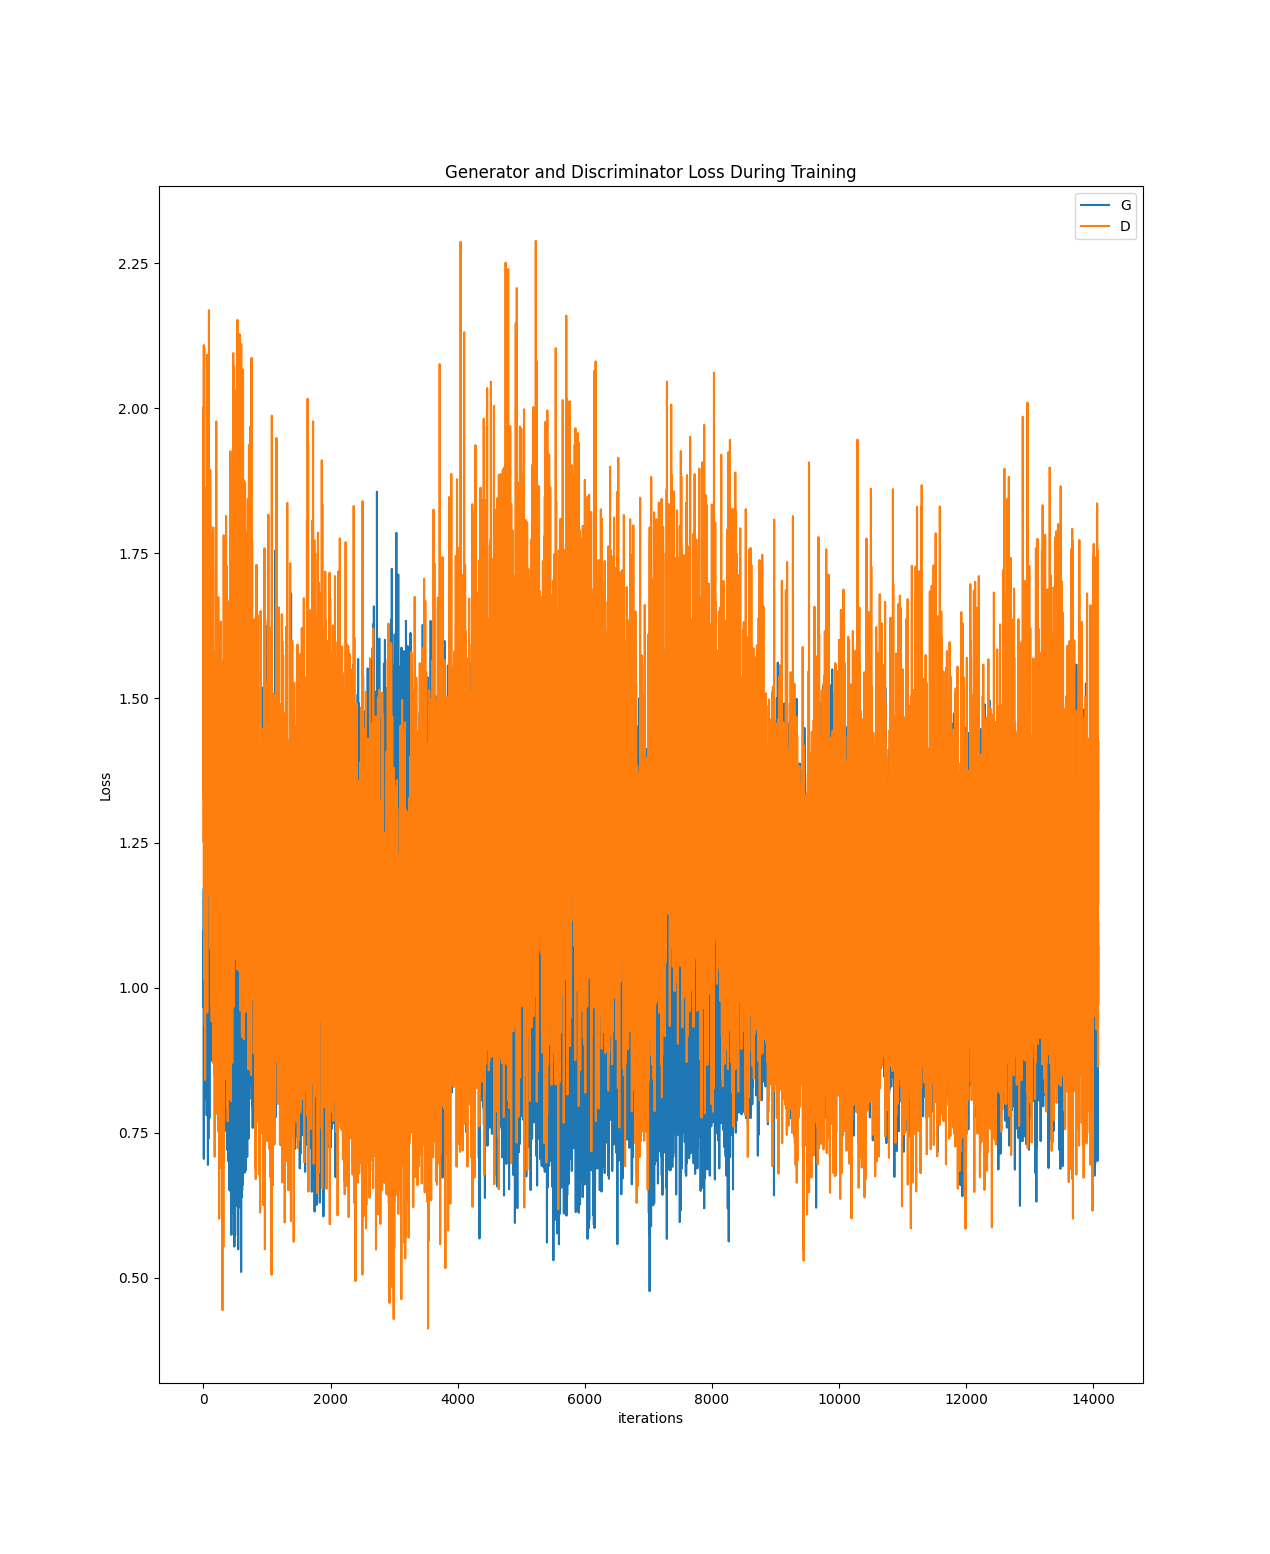 Generator and Discriminator Loss During Training
G
D
2.25
2.00
1.75
1.50
1.25
1.00
0.75
0.50
Loss
0 2000 4000 6000 8000 10000 12000 14000
iterations